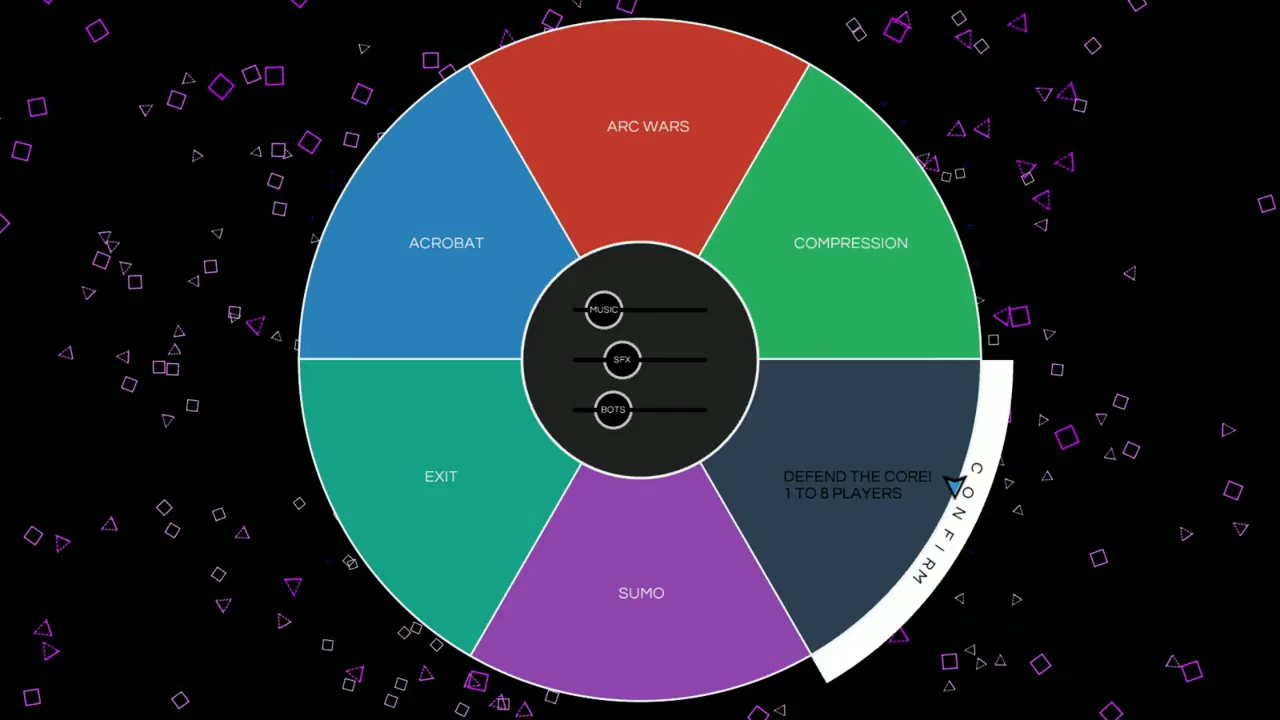 ARC WARS
ACROBAT
COMPRESSION
MUSIC
SFX
BOTS
EXIT
DEFEND THE CORE!
1 TO 8 PLAYERS
CONFIRM
SUMO